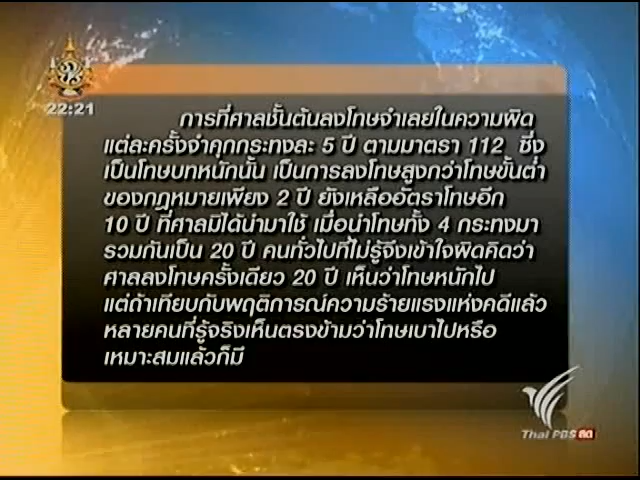 22:21
การที่ศาลชั้นต้นลงโทษจำเลยในความผิด
แต่ละครั้งจำคุกกระทงละ 5 ปี ตามมาตรา 112 ซึ่ง
เป็นโทษบทหนักนั้น เป็นการลงโทษสูงกว่าโทษขั้นต่ำ
ของกฎหมายเพียง 2 ปี ยังเหลืออัตราโทษอีก
10 ปี ที่ศาลมิได้นำมาใช้ เมื่อนำโทษทั้ง 4 กระทงมา
รวมกันเป็น 20 ปี คนทั่วไปที่ไม่รู้จึงเข้าใจผิดคิดว่า
ศาลลงโทษครั้งเดียว 20 ปี เห็นว่าโทษหนักไป
แต่ถ้าเทียบกับพฤติการณ์ความร้ายแรงแห่งคดีแล้ว
หลายคนที่รู้จริงเห็นตรงข้ามว่าโทษเบาไปหรือ
เหมาะสมแล้วก็มี
Thai PBS สด